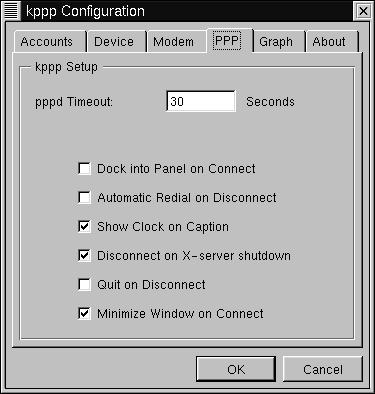 kppp Configuration
Accounts Device Modem PPP Graph About
kppp Setup
pppd Timeout: 30 Seconds
Dock into Panel on Connect
Automatic Redial on Disconnect
Show Clock on Caption
Disconnect on X-server shutdown
Quit on Disconnect
Minimize Window on Connect
OK Cancel